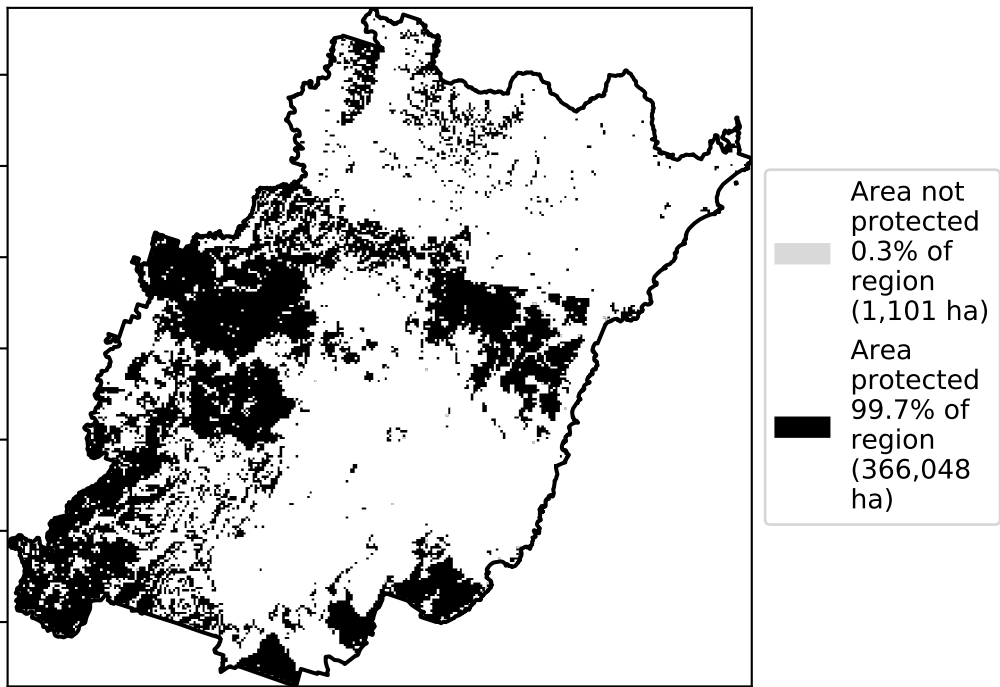 Area not
protected
0.3% of
region
(1,101 ha)
Area
protected
99.7% of
region
(366,048
ha)